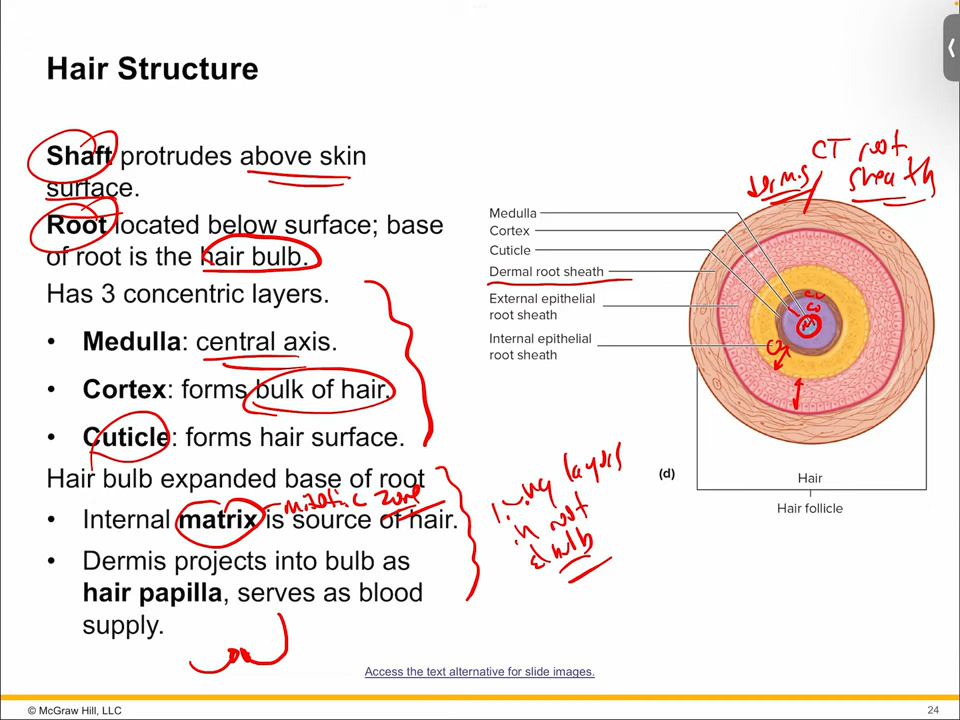 Hair Structure
Shaft protrudes above skin
surface.
Root located below surface; base
of root is the hair bulb.
Has 3 concentric layers.
• Medulla: central axis.
• Cortex: forms bulk of hair.
• Cuticle: forms hair surface.
Hair bulb expanded base of root
mitotic zone
• Internal matrix is source of hair.
• Dermis projects into bulb as
hair papilla, serves as blood
supply.
living layers
in root
& bulb
CT root
sheath
dermis
Medulla
Cortex
Cuticle
Dermal root sheath
External epithelial
root sheath
Internal epithelial
root sheath
cu
co
M
(d)
Hair
Hair follicle
Access the text alternative for slide images.
© McGraw Hill, LLC
24